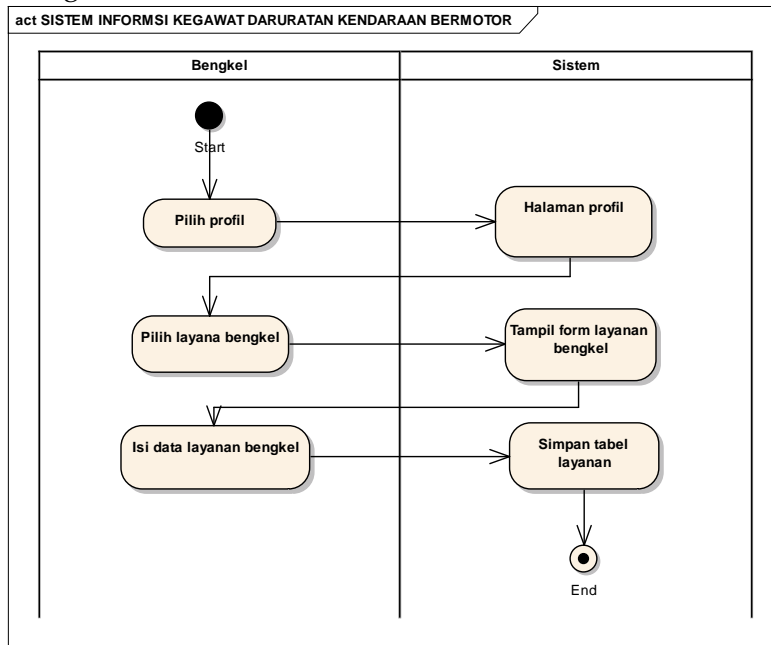 act SISTEM INFORMSI KEGAWAT DARURATAN KENDARAAN BERMOTOR
Bengkel
Sistem
Start
Pilih profil
Halaman profil
Pilih layana bengkel
Tampil form layanan
bengkel
Isi data layanan bengkel
Simpan tabel
layanan
End